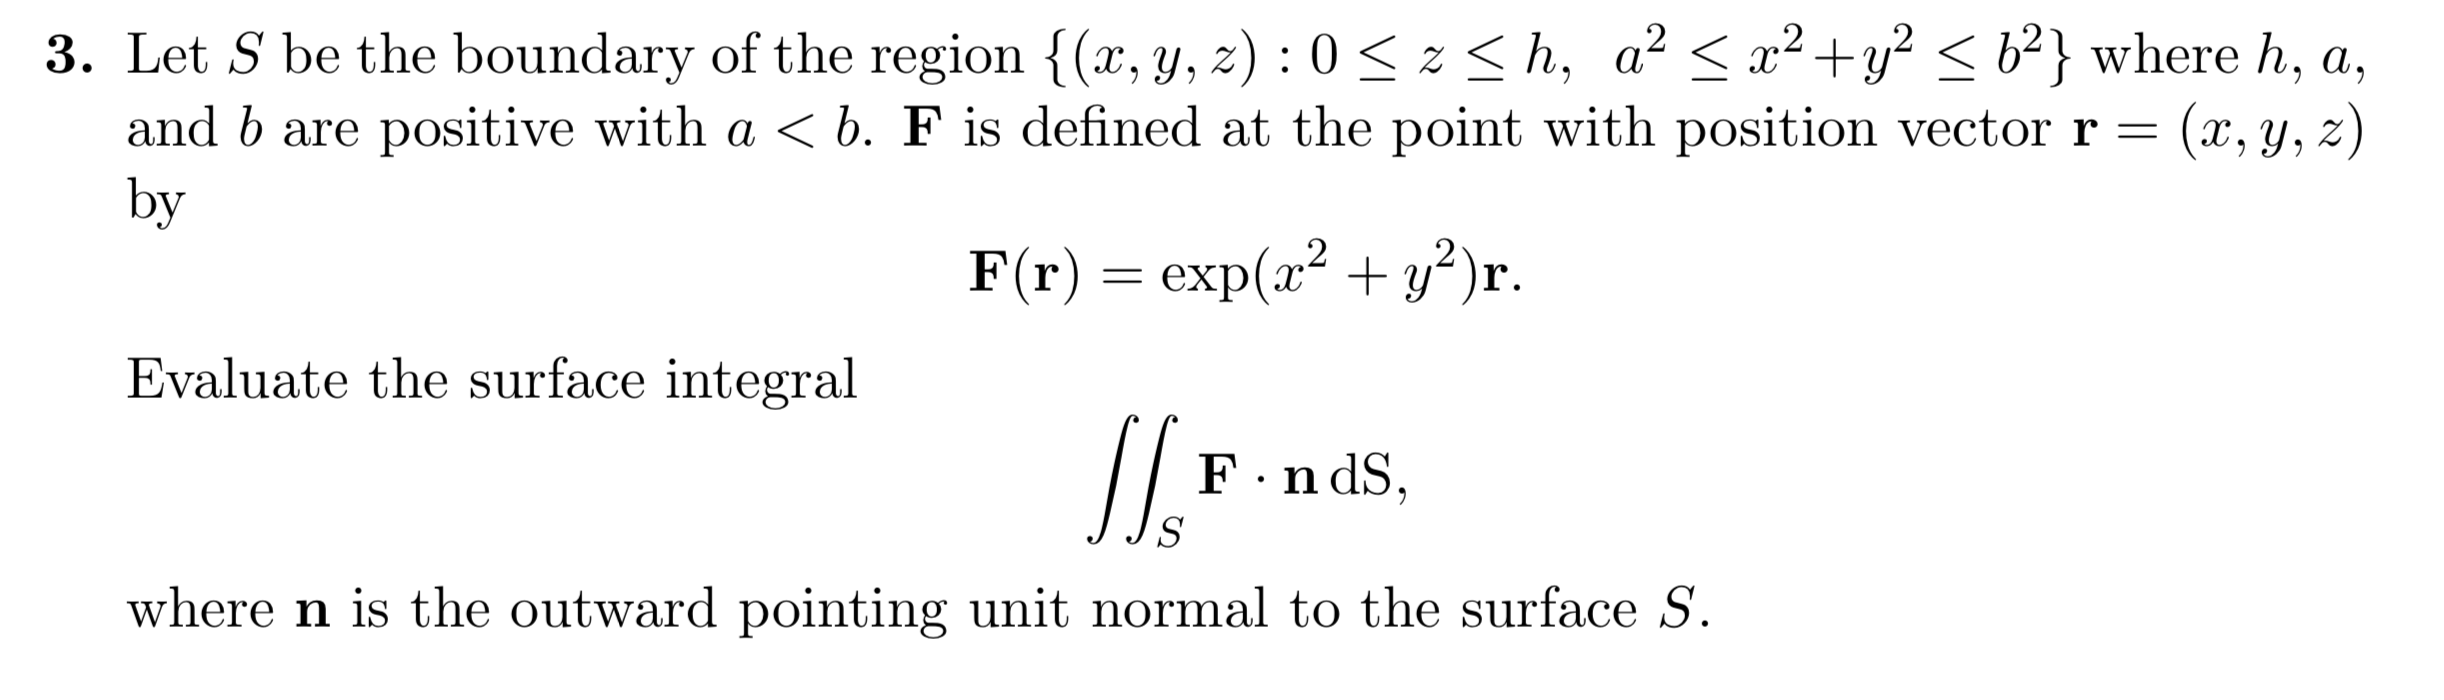 3. Let S be the boundary of the region {(x, y, z) : 0 ≤ z ≤ h, a² ≤ x²+y² ≤ b²} where h, a,
and b are positive with a < b. F is defined at the point with position vector r = (x, y, z)
by
F(r) = exp(x² + y²)r.
Evaluate the surface integral
∬_S F · n dS,
where n is the outward pointing unit normal to the surface S.